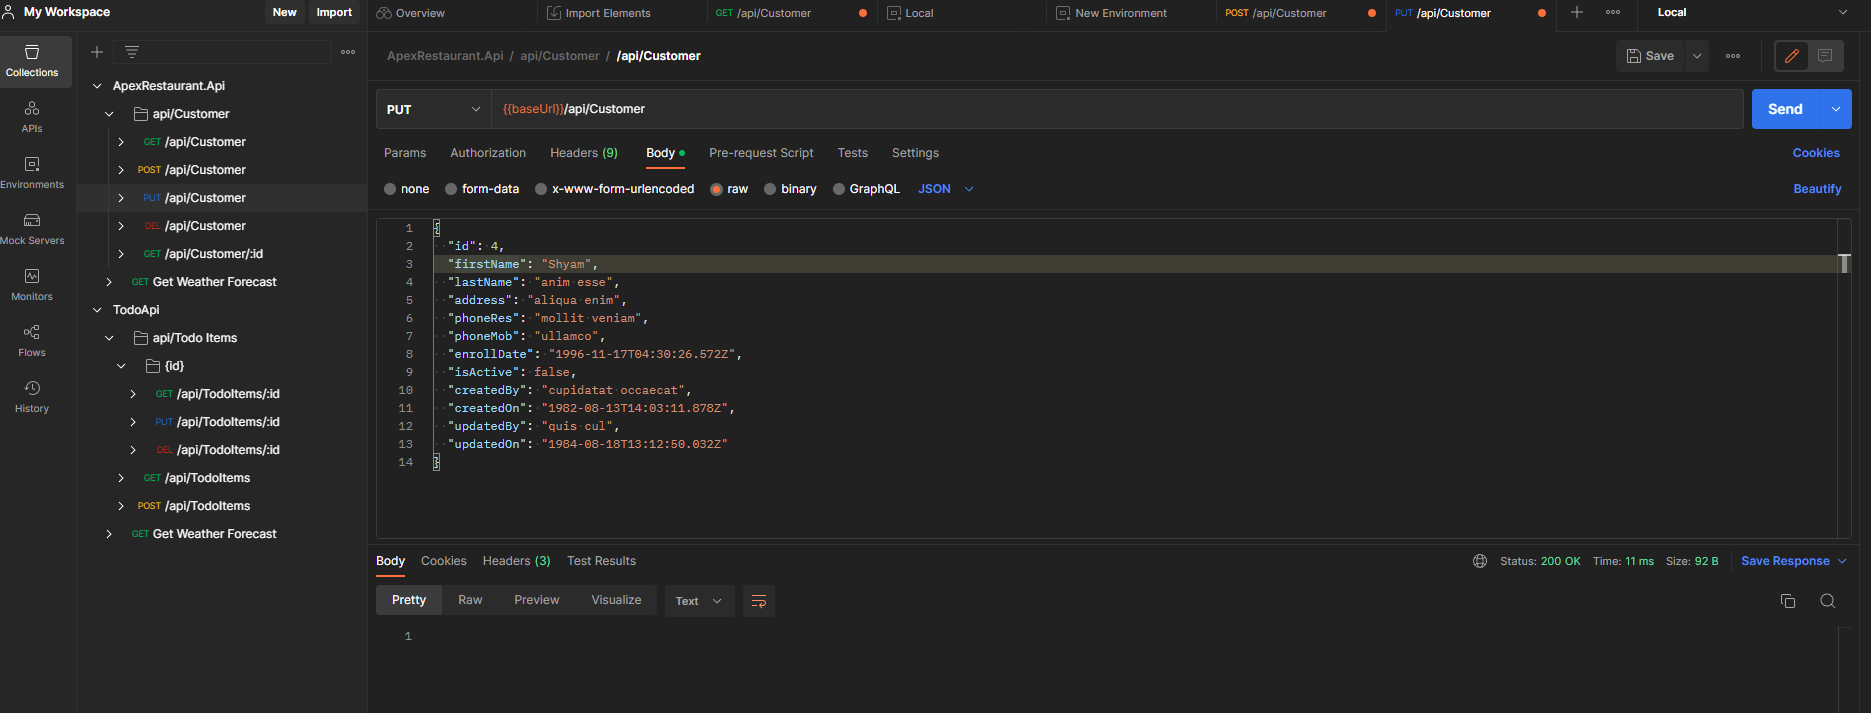 My Workspace
New
Import
Overview
Import Elements
GET /api/Customer
Local
New Environment
POST /api/Customer
PUT /api/Customer
Local
Collections
APIs
Environments
Mock Servers
Monitors
Flows
History
ApexRestaurant.Api
api/Customer
GET /api/Customer
POST /api/Customer
PUT /api/Customer
DEL /api/Customer
GET /api/Customer/:id
GET Get Weather Forecast
TodoApi
api/Todo Items
{id}
GET /api/TodoItems/:id
PUT /api/TodoItems/:id
DEL /api/TodoItems/:id
GET /api/TodoItems
POST /api/TodoItems
GET Get Weather Forecast
ApexRestaurant.Api / api/Customer / /api/Customer
Save
PUT
{{baseUrl}}/api/Customer
Send
Params Authorization Headers (9) Body Pre-request Script Tests Settings
Cookies
none form-data x-www-form-urlencoded raw binary GraphQL JSON
Beautify
1 {
2 "id": 4,
3 "firstName": "Shyam",
4 "lastName": "anim esse",
5 "address": "aliqua enim",
6 "phoneRes": "mollit veniam",
7 "phoneMob": "ullamco",
8 "enrollDate": "1996-11-17T04:30:26.572Z",
9 "isActive": false,
10 "createdBy": "cupidatat occaecat",
11 "createdOn": "1982-08-13T14:03:11.878Z",
12 "updatedBy": "quis cul",
13 "updatedOn": "1984-08-18T13:12:50.032Z"
14 }
Body Cookies Headers (3) Test Results
Status: 200 OK Time: 11 ms Size: 92 B
Save Response
Pretty Raw Preview Visualize Text
1